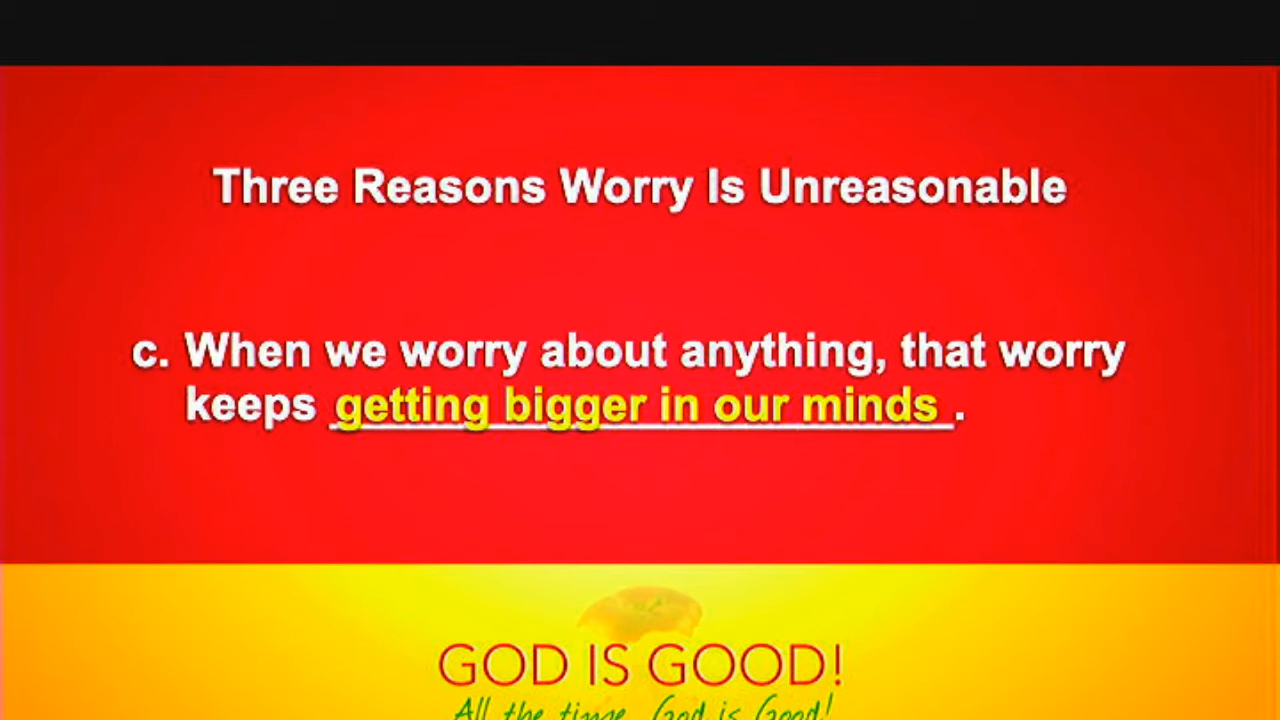 Three Reasons Worry Is Unreasonable
c. When we worry about anything, that worry
keeps getting bigger in our minds.
GOD IS GOOD!
All the time, God is Good!